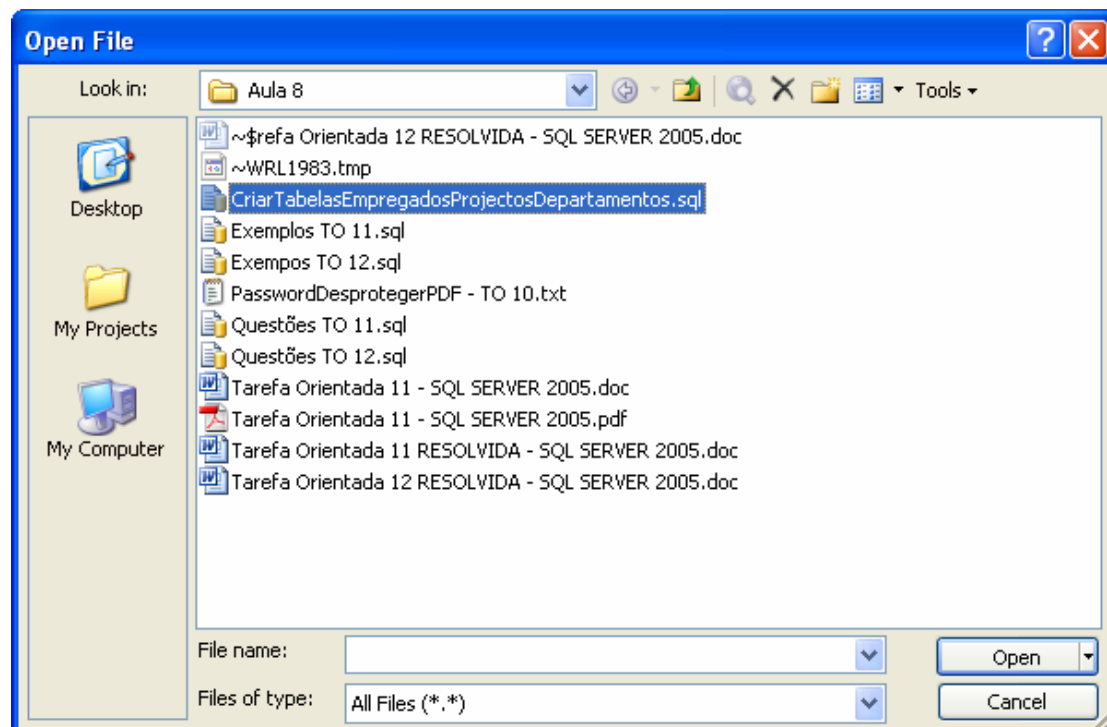 Open File
Look in:
Aula 8
Tools
Desktop
My Projects
My Computer
~$refa Orientada 12 RESOLVIDA - SQL SERVER 2005.doc
~WRL1983.tmp
CriarTabelasEmpregadosProjectosDepartamentos.sql
Exemplos TO 11.sql
Exempos TO 12.sql
PasswordDesprotegerPDF - TO 10.txt
Questões TO 11.sql
Questões TO 12.sql
Tarefa Orientada 11 - SQL SERVER 2005.doc
Tarefa Orientada 11 - SQL SERVER 2005.pdf
Tarefa Orientada 11 RESOLVIDA - SQL SERVER 2005.doc
Tarefa Orientada 12 RESOLVIDA - SQL SERVER 2005.doc
File name:
Open
Files of type:
All Files (*.*)
Cancel